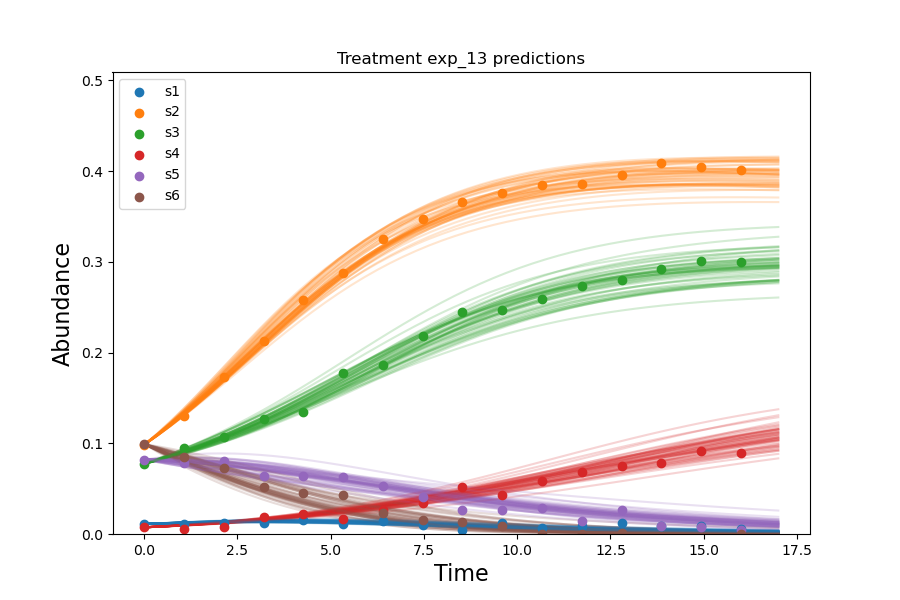 Treatment exp_13 predictions
s1
s2
s3
s4
s5
s6
Abundance
0.5
0.4
0.3
0.2
0.1
0.0
0.0 2.5 5.0 7.5 10.0 12.5 15.0 17.5
Time